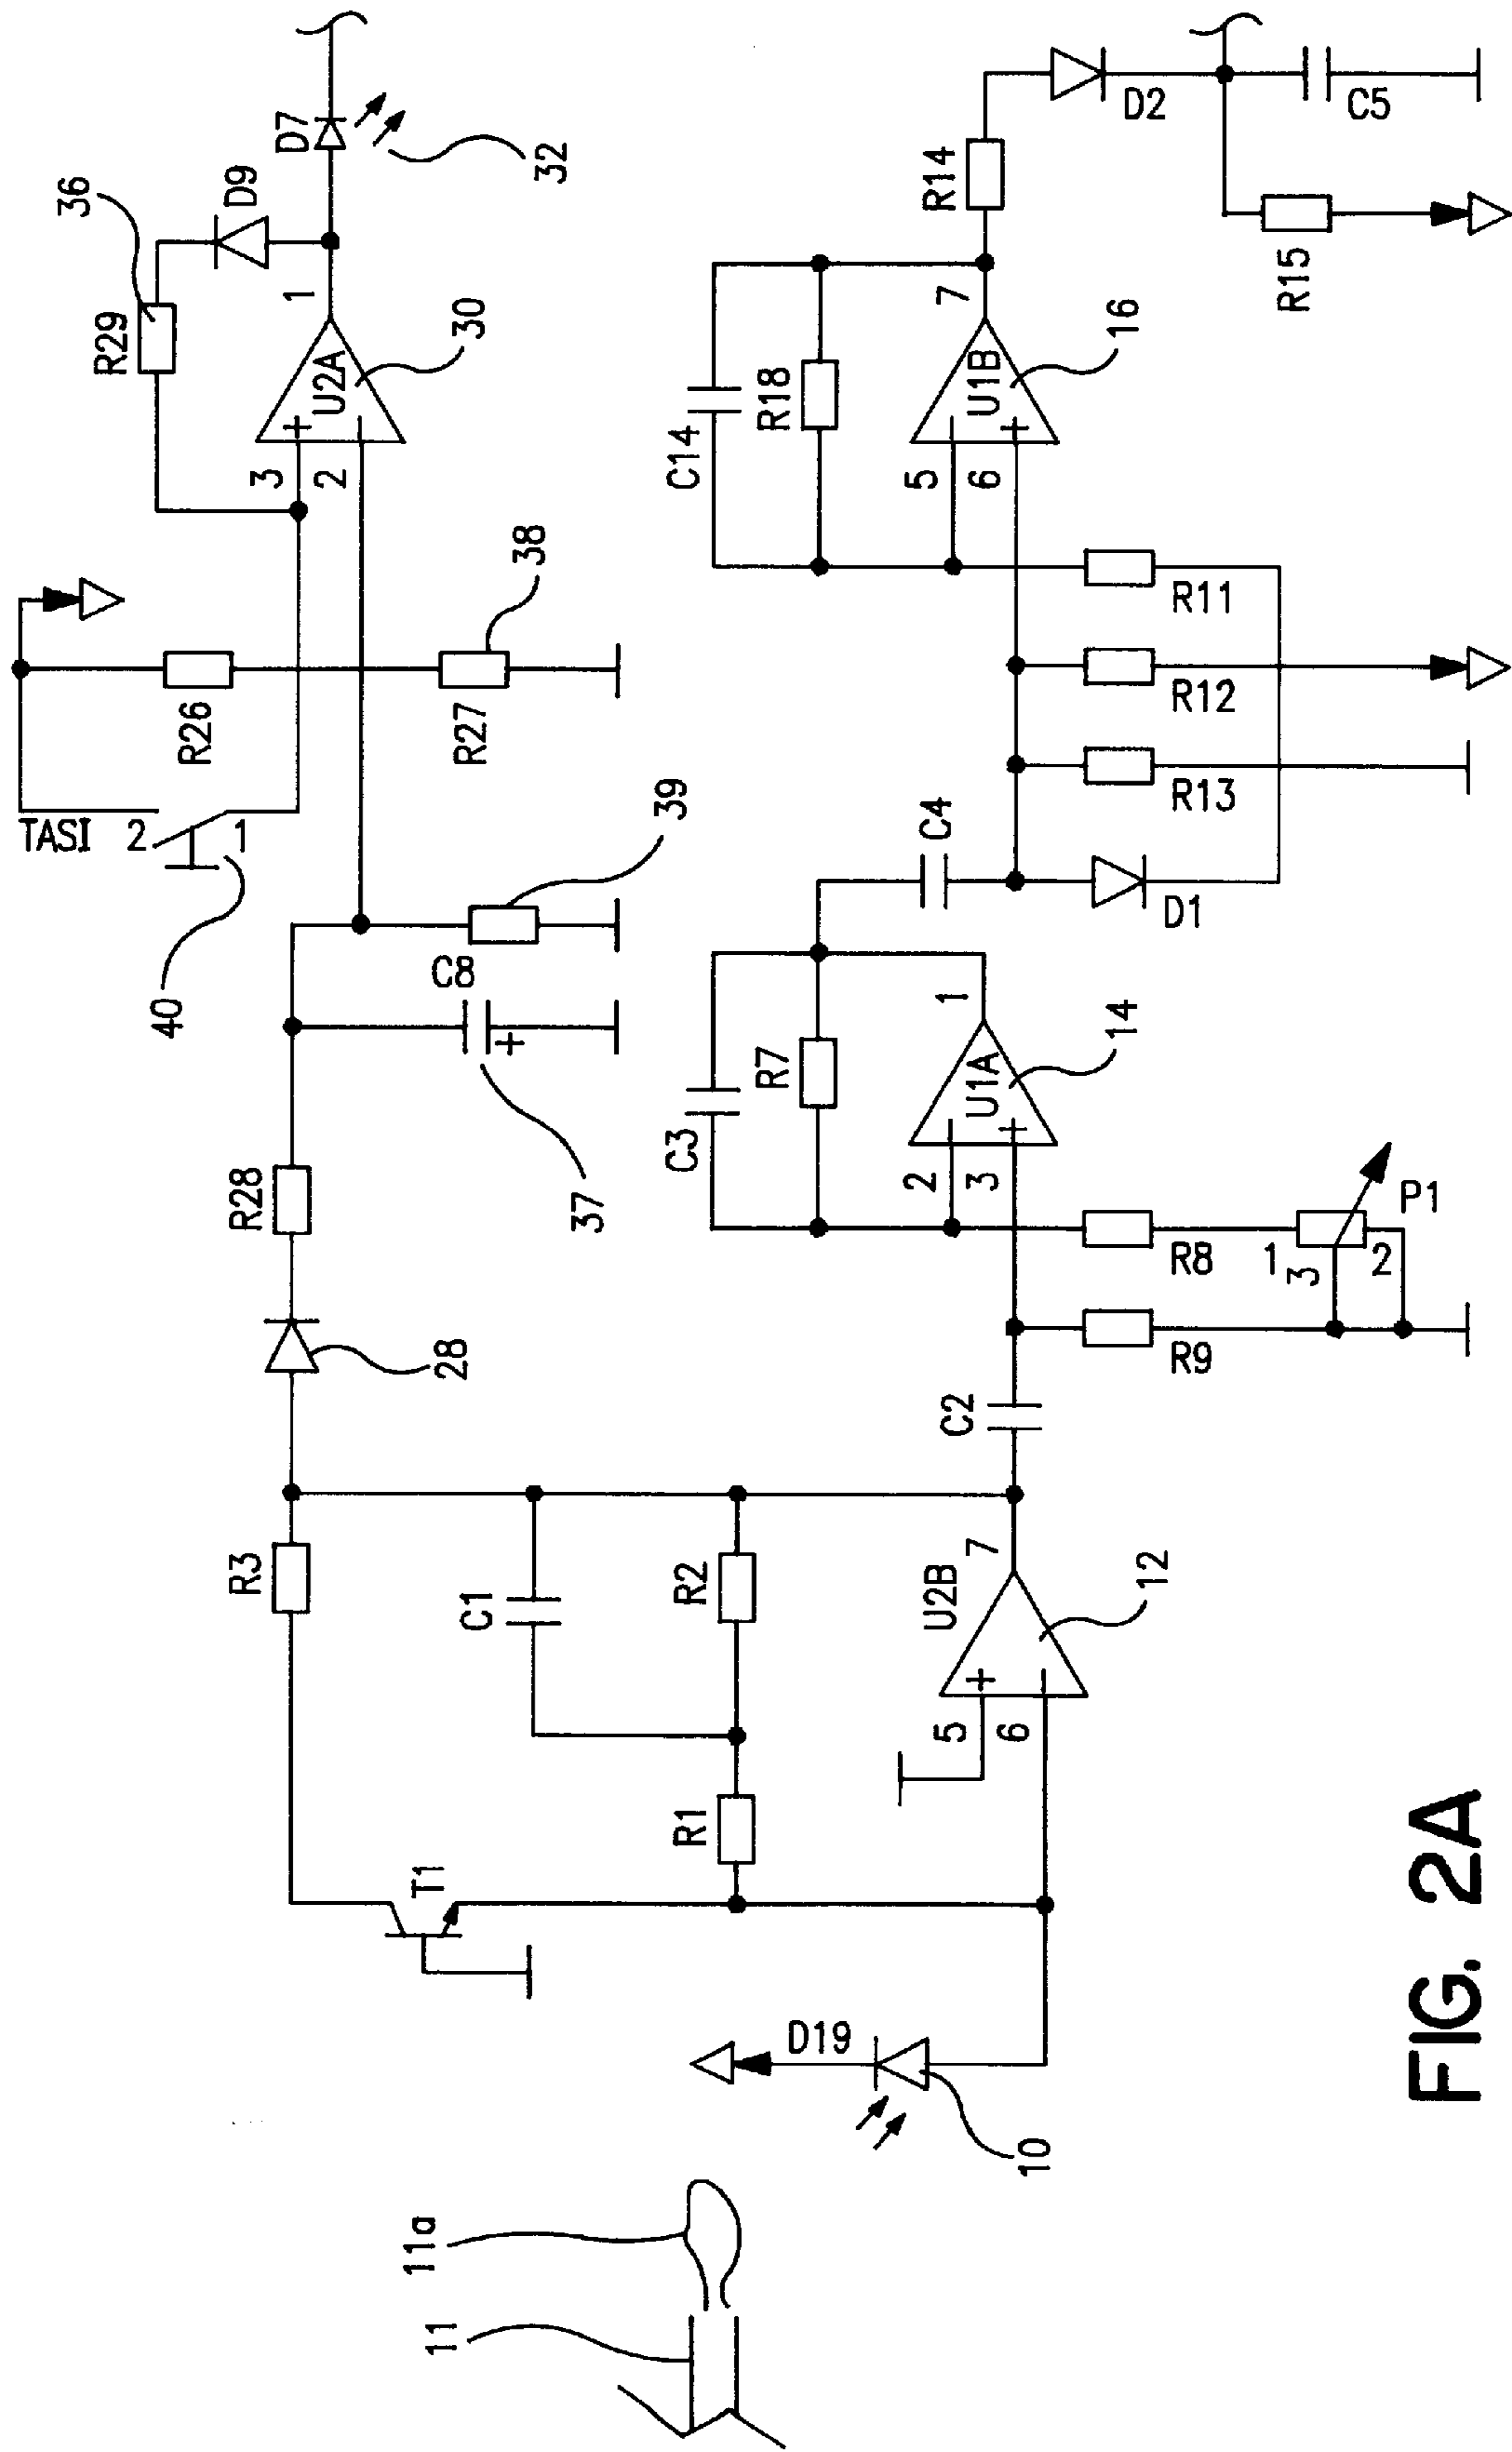 11
11a
10
D19
T1
R3
C1
R1
R2
U2B
5
+
6
−
7
12
28
R28
C8
+
37
39
40
TASI
2
1
R26
R27
38
3
+
2
−
U2A
1
30
R29
36
D9
D7
32
C2
R9
R8
1
3
2
P1
C3
R7
2
−
3
+
U1A
1
14
C4
D1
R13
R12
R11
C14
R18
5
−
6
+
U1B
7
16
R14
D2
R15
C5
FIG. 2A